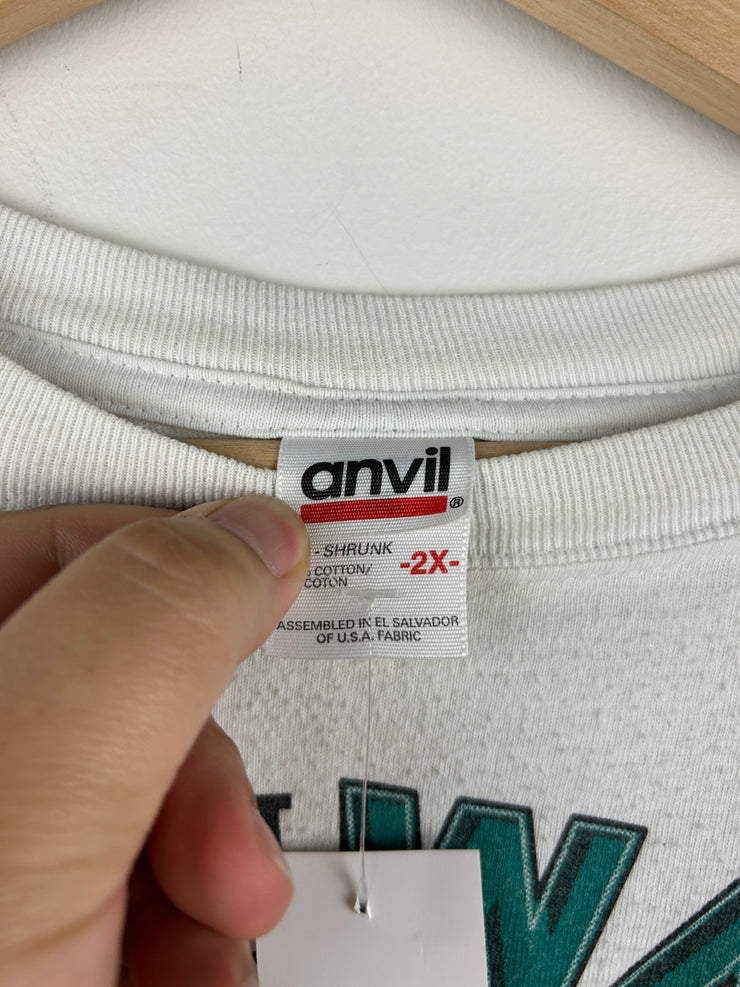 anvil®
- SHRUNK
-2X-
COTTON/
COTON
ASSEMBLED IN EL SALVADOR
OF U.S.A. FABRIC
W